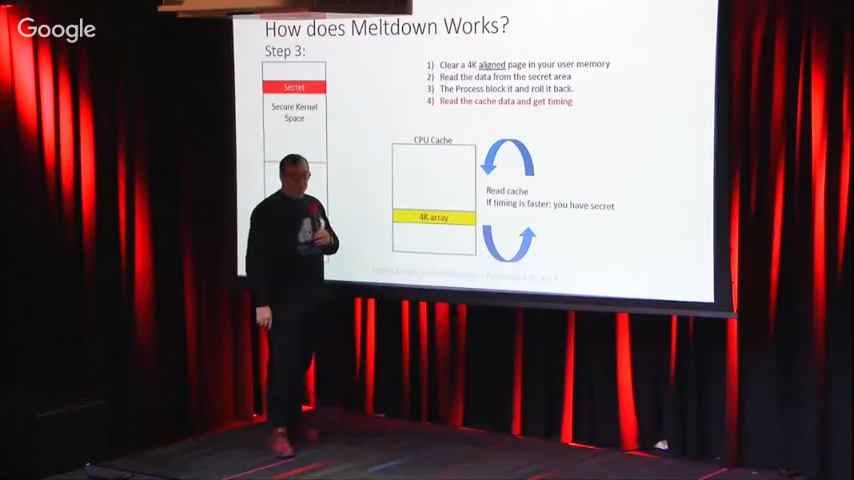 Google
How does Meltdown Works?
Step 3:
Secret
Secure Kernel
Space
1) Clear a 4K aligned page in your user memory
2) Read the data from the secret area
3) The Process block it and roll it back.
4) Read the cache data and get timing
CPU Cache
4K array
Read cache
If timing is faster: you have secret